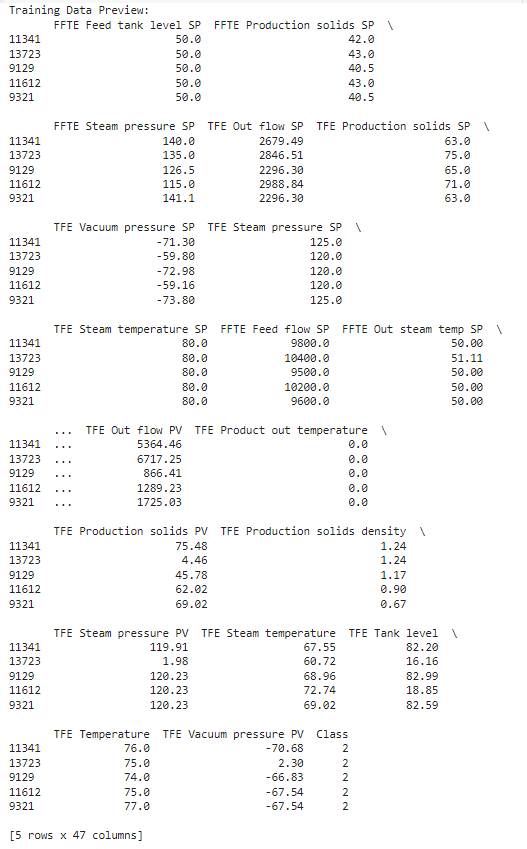 Training Data Preview:
       FFTE Feed tank level SP  FFTE Production solids SP  \
11341                     50.0                       42.0
13723                     50.0                       43.0
9129                      50.0                       40.5
11612                     50.0                       43.0
9321                      50.0                       40.5
       FFTE Steam pressure SP  TFE Out flow SP  TFE Production solids SP  \
11341                   140.0          2679.49                      63.0
13723                   135.0          2846.51                      75.0
9129                    126.5          2296.30                      65.0
11612                   115.0          2988.84                      71.0
9321                    141.1          2296.30                      63.0
       TFE Vacuum pressure SP  TFE Steam pressure SP  \
11341                  -71.30                  125.0
13723                  -59.80                  120.0
9129                   -72.98                  120.0
11612                  -59.16                  120.0
9321                   -73.80                  125.0
       TFE Steam temperature SP  FFTE Feed flow SP  FFTE Out steam temp SP  \
11341                      80.0             9800.0                   50.00
13723                      80.0            10400.0                   51.11
9129                       80.0             9500.0                   50.00
11612                      80.0            10200.0                   50.00
9321                       80.0             9600.0                   50.00
       ...  TFE Out flow PV  TFE Product out temperature  \
11341  ...          5364.46                          0.0
13723  ...          6717.25                          0.0
9129   ...           866.41                          0.0
11612  ...          1289.23                          0.0
9321   ...          1725.03                          0.0
       TFE Production solids PV  TFE Production solids density  \
11341                     75.48                           1.24
13723                      4.46                           1.24
9129                      45.78                           1.17
11612                     62.02                           0.90
9321                      69.02                           0.67
       TFE Steam pressure PV  TFE Steam temperature  TFE Tank level  \
11341                 119.91                  67.55           82.20
13723                   1.98                  60.72           16.16
9129                  120.23                  68.96           82.99
11612                 120.23                  72.74           18.85
9321                  120.23                  69.02           82.59
       TFE Temperature  TFE Vacuum pressure PV  Class
11341             76.0                  -70.68      2
13723             75.0                    2.30      2
9129              74.0                  -66.83      2
11612             75.0                  -67.54      2
9321              77.0                  -67.54      2
[5 rows x 47 columns]